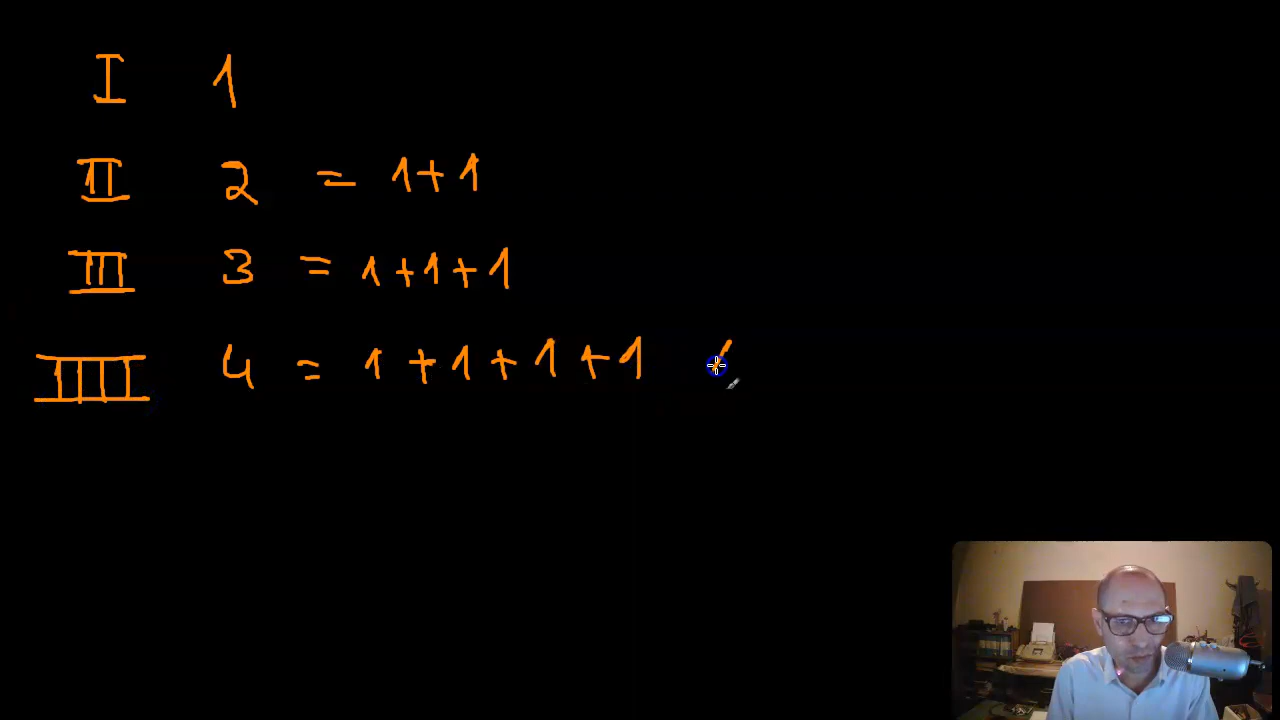 I 1
II 2 = 1+1
III 3 = 1+1+1
IIII 4 = 1+1+1+1